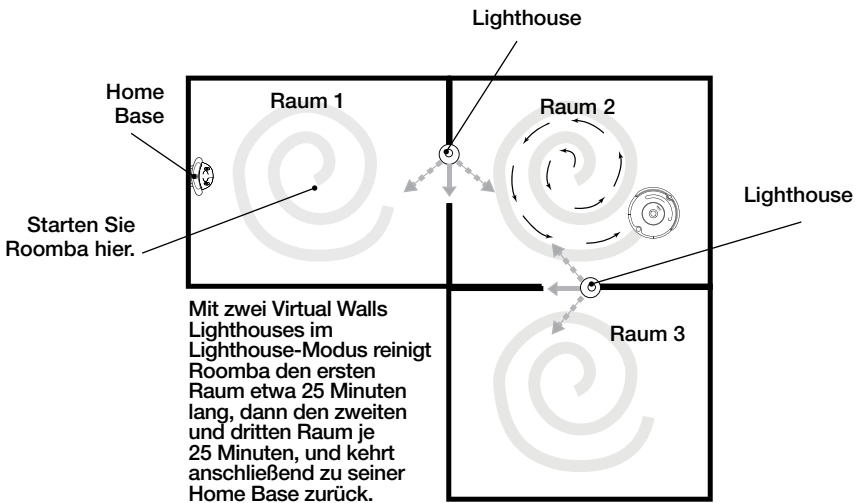 Lighthouse
Home
Base
Raum 1
Raum 2
Lighthouse
Starten Sie
Roomba hier.
Mit zwei Virtual Walls
Lighthouses im
Lighthouse-Modus reinigt
Roomba den ersten
Raum etwa 25 Minuten
lang, dann den zweiten
und dritten Raum je
25 Minuten, und kehrt
anschließend zu seiner
Home Base zurück.
Raum 3